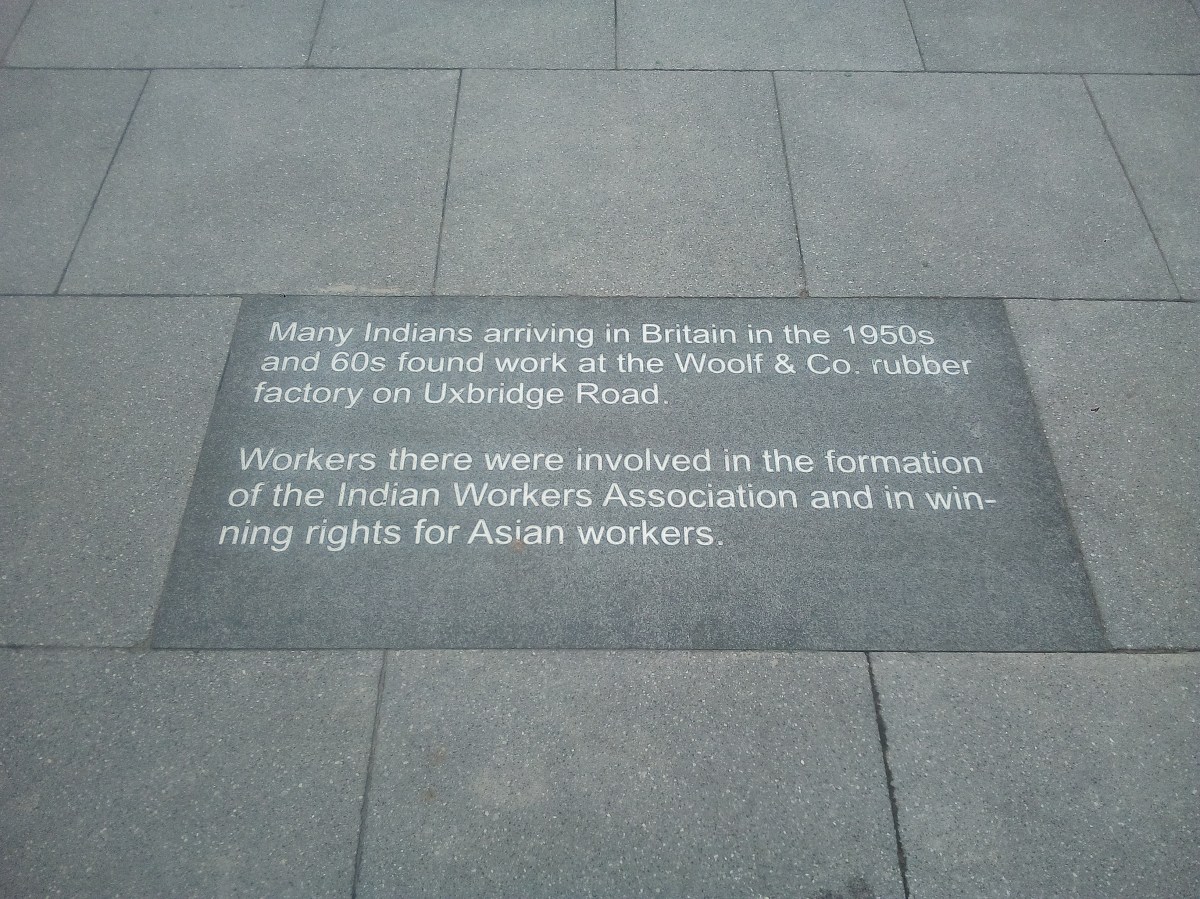 Many Indians arriving in Britain in the 1950s
and 60s found work at the Woolf & Co. rubber
factory on Uxbridge Road.
Workers there were involved in the formation
of the Indian Workers Association and in win-
ning rights for Asian workers.